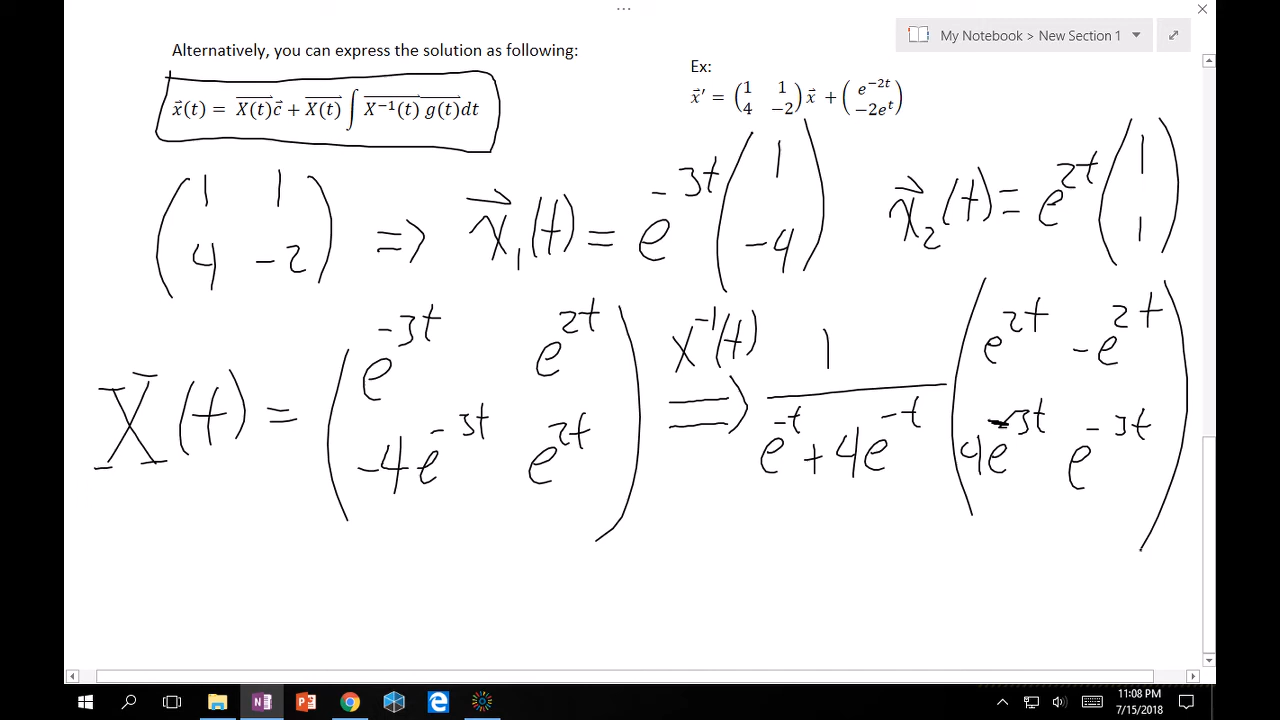 My Notebook > New Section 1
Alternatively, you can express the solution as following:
x⃗(t) = X(t)c⃗ + X(t) ∫ X⁻¹(t) g(t)dt
Ex:
x⃗′ = (1 1; 4 −2) x⃗ + (e^−2t; −2e^t)
(1 1; 4 −2) => x⃗₁(t) = e^−3t (1; −4) x⃗₂(t) = e^2t (1; 1)
X(t) = (e^−3t e^2t; −4e^−3t e^2t) X⁻¹(t) => 1/(e^−t + 4e^−t) (e^2t −e^2t; 4e^−3t e^−3t)
11:08 PM
7/15/2018